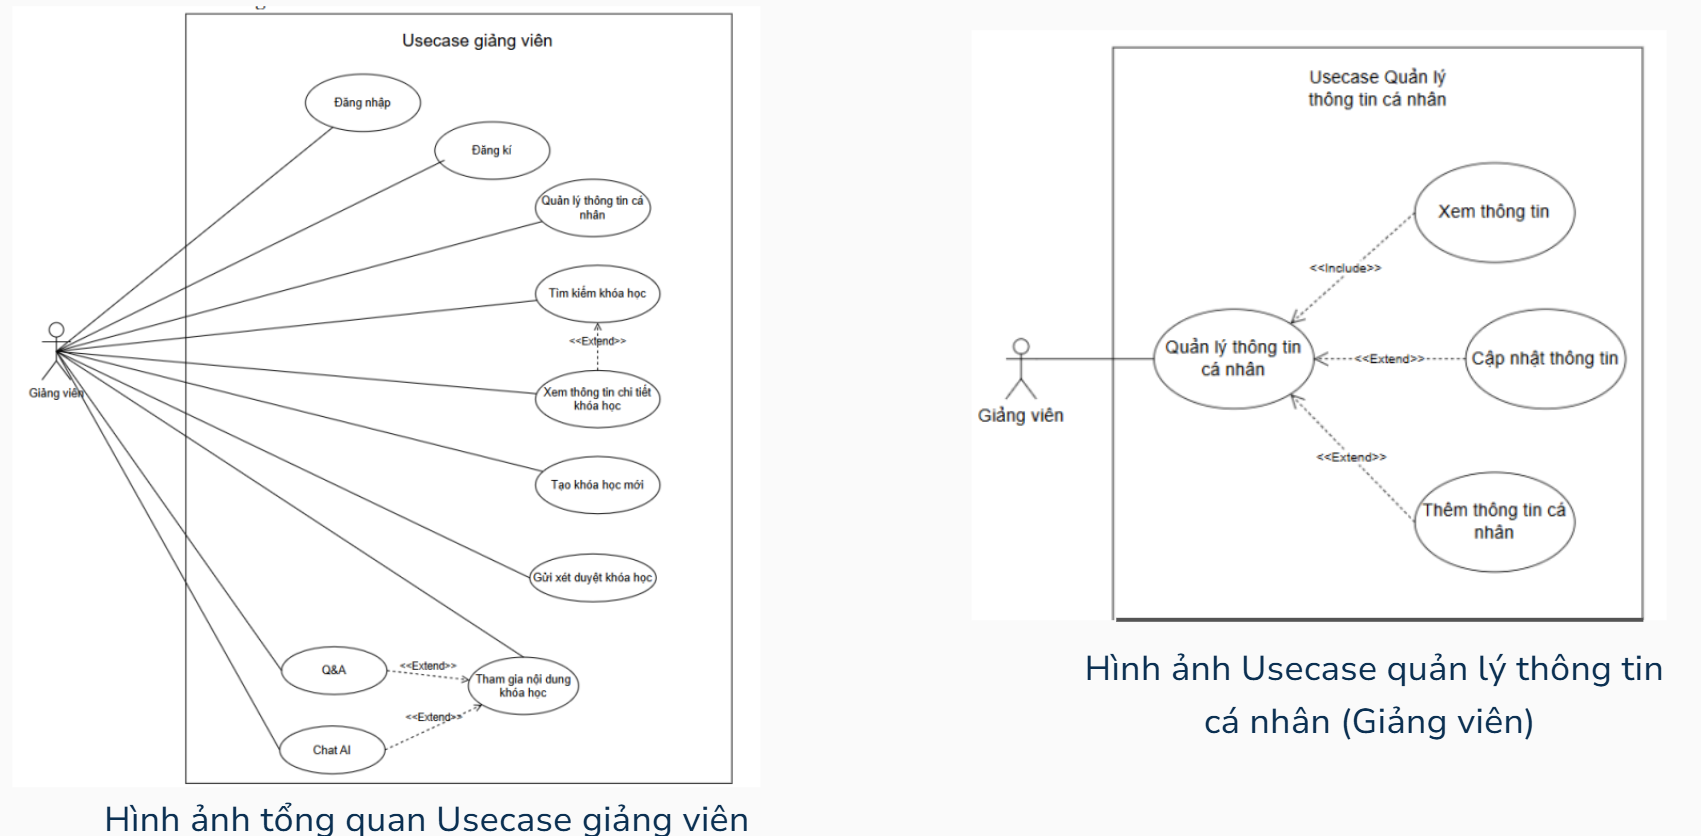 Usecase giảng viên
Đăng nhập
Đăng kí
Quản lý thông tin cá
nhân
Tìm kiếm khóa học
<<Extend>>
Xem thông tin chi tiết
khóa học
Tạo khóa học mới
Gửi xét duyệt khóa học
Q&A
<<Extend>>
Tham gia nội dung
khóa học
<<Extend>>
Chat AI
Giảng viên
Hình ảnh tổng quan Usecase giảng viên
Usecase Quản lý
thông tin cá nhân
Xem thông tin
<<Include>>
Quản lý thông tin
cá nhân
<<Extend>>
Cập nhật thông tin
Giảng viên
<<Extend>>
Thêm thông tin cá
nhân
Hình ảnh Usecase quản lý thông tin
cá nhân (Giảng viên)